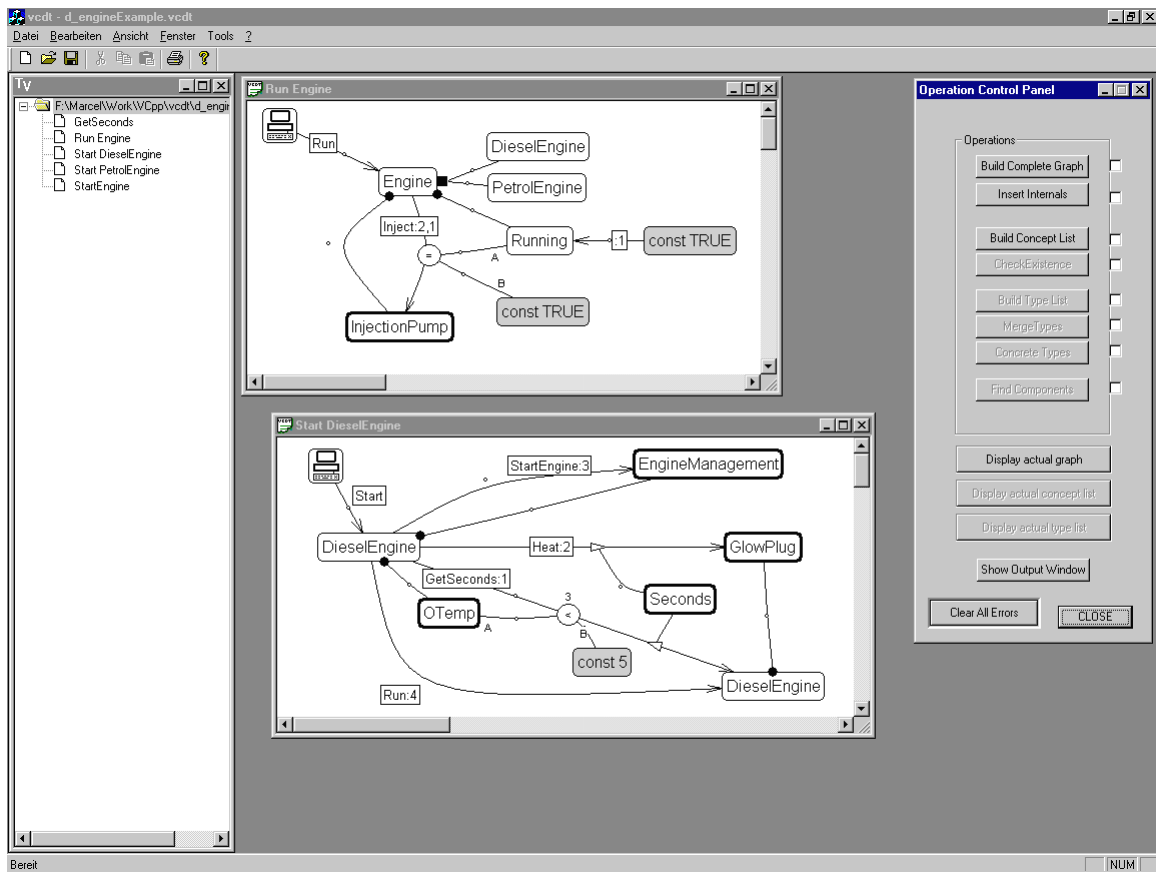 vcdt - d_engineExample.vcdt
Datei Bearbeiten Ansicht Fenster Tools ?
Tv
F:\Marcel\Work\VCpp\vcdt\d_engir
GetSeconds
Run Engine
Start DieselEngine
Start PetrolEngine
StartEngine
Run Engine
Run
DieselEngine
Engine
PetrolEngine
Inject:2,1
Running
:1
const TRUE
=
A
B
const TRUE
InjectionPump
Start DieselEngine
StartEngine:3
EngineManagement
Start
DieselEngine
Heat:2
GlowPlug
GetSeconds:1
3
Seconds
OTemp
<
A
B
const 5
DieselEngine
Run:4
Operation Control Panel
Operations
Build Complete Graph
Insert Internals
Build Concept List
CheckExistence
Build Type List
MergeTypes
Concrete Types
Find Components
Display actual graph
Display actual concept list
Display actual type list
Show Output Window
Clear All Errors
CLOSE
Bereit
NUM